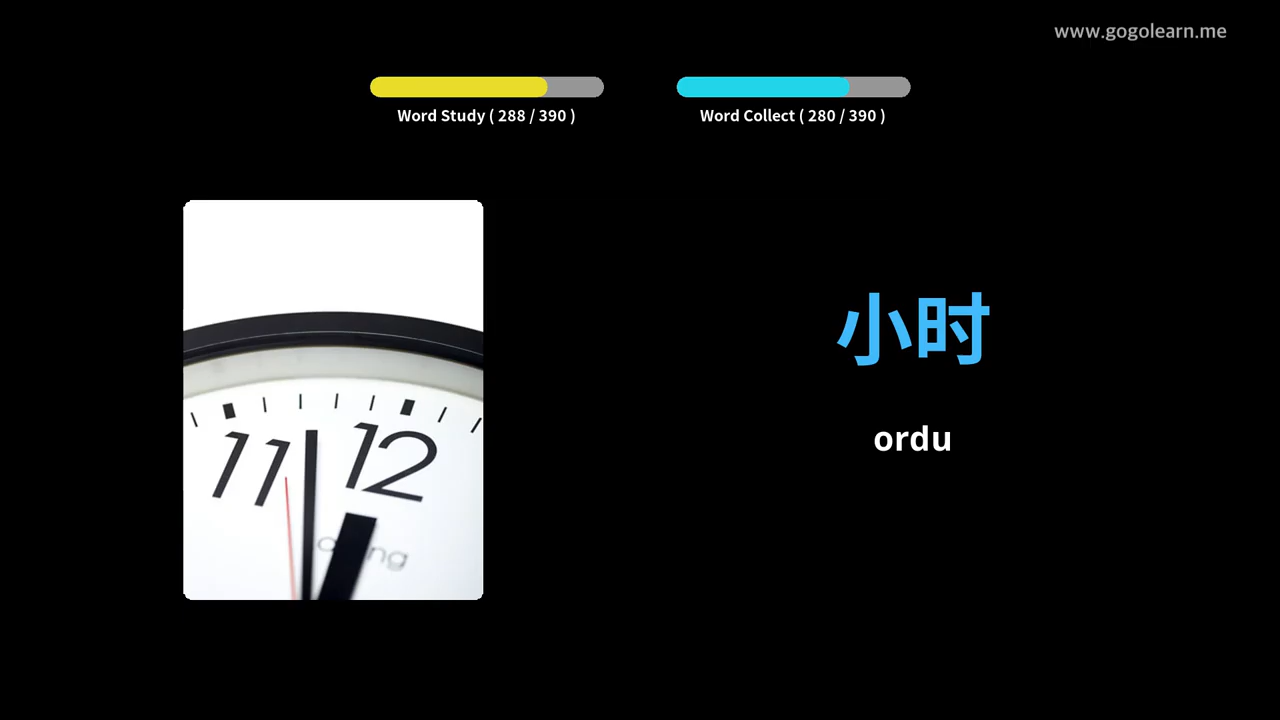 www.gogolearn.me
Word Study ( 288 / 390 )
Word Collect ( 280 / 390 )
11
12
小时
ordu